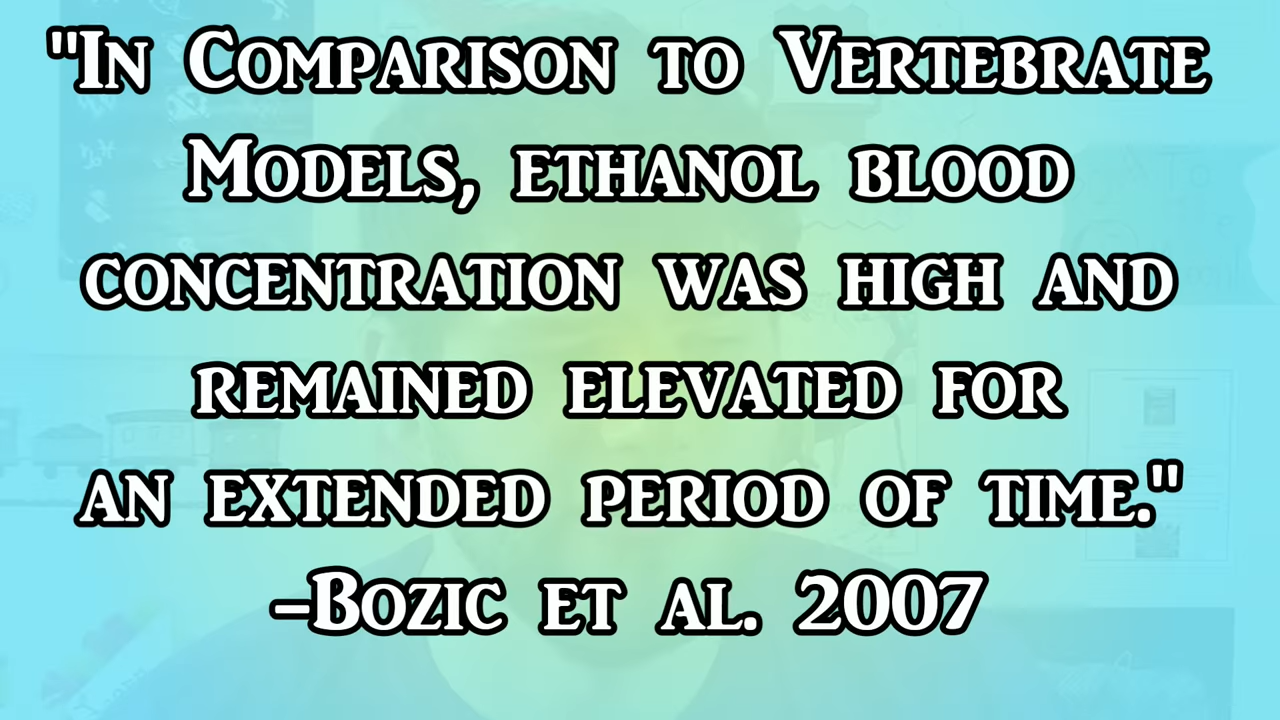 "In Comparison to Vertebrate
Models, ethanol blood
concentration was high and
remained elevated for
an extended period of time."
–Bozic et al. 2007